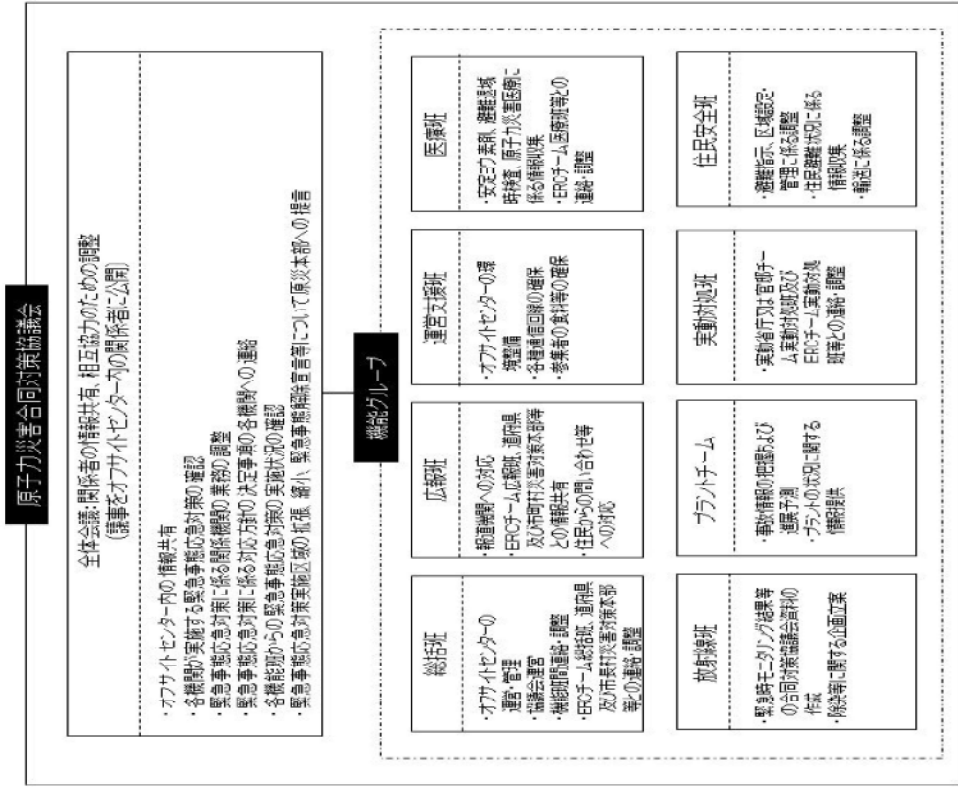 原子力災害合同対策協議会
全体会議：関係者の情報共有、相互協力のための調整
（議事をオフサイトセンター内の関係者に公開）
・オフサイトセンター内の情報共有
・各機関が実施する緊急事態応急対策の確認
・緊急事態応急対策に係る関係機関の業務の調整
・緊急事態応急対策に係る対応方針の決定事項の各機関への連絡
・各機能班からの緊急事態応急対策の実施状況の確認
・緊急事態応急対策実施区域の拡張、縮小、緊急事態解除宣言等について原災本部への提言
機能グループ
総括班
・オフサイトセンターの
運営・管理
・協議会運営
・機能班間連絡・調整
・ERCチーム総括班、道府県
及び市長村災害対策本部
等との連絡・調整
広報班
・報道機関への対応
・ERCチーム広報班、道府県
及び市町村災害対策本部等
との情報共有
・住民からの問い合わせ等
への対応
運営支援班
・オフサイトセンターの環
境整備
・各種通信回線の確保
・参集者の食料等の確保
医療班
・安定ヨウ素剤、避難退域
時検査、原子力災害医療に
係る情報収集
・ERCチーム医療班等との
連絡・調整
放射線班
・緊急時モニタリング結果等
の合同対策協議会資料の
作成
・除染等に関する企画立案
プラントチーム
・事故情報の把握および
進展予測
・プラントの状況に関する
情報提供
実動対処班
・実動省庁又は官邸チー
ム実動対処班及び
ERCチーム実動対処
班等との連絡・調整
住民安全班
・避難指示、区域設定・
管理に係る調整
・住民避難状況に係る
情報収集
・輸送に係る調整